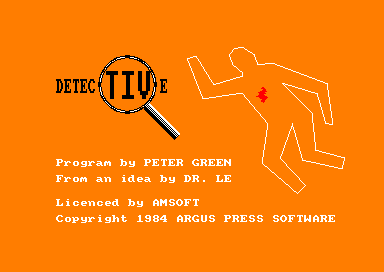 DETECTIVE
Program by PETER GREEN
From an idea by DR. LE
Licenced by AMSOFT
Copyright 1984 ARGUS PRESS SOFTWARE